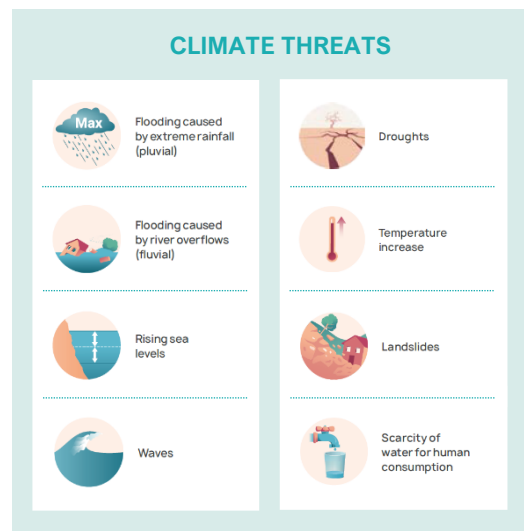 CLIMATE THREATS
Max
Flooding caused
by extreme rainfall
(pluvial)
Flooding caused
by river overflows
(fluvial)
Rising sea
levels
Waves
Droughts
Temperature
increase
Landslides
Scarcity of
water for human
consumption